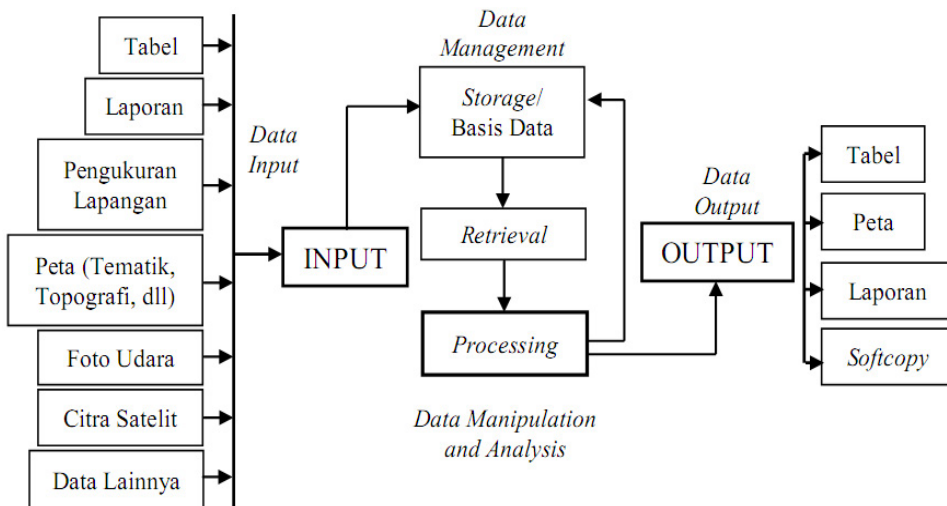 Tabel
Laporan
Pengukuran
Lapangan
Peta (Tematik,
Topografi, dll)
Foto Udara
Citra Satelit
Data Lainnya
Data
Input
INPUT
Data
Management
Storage/
Basis Data
Retrieval
Processing
Data Manipulation
and Analysis
Data
Output
OUTPUT
Tabel
Peta
Laporan
Softcopy